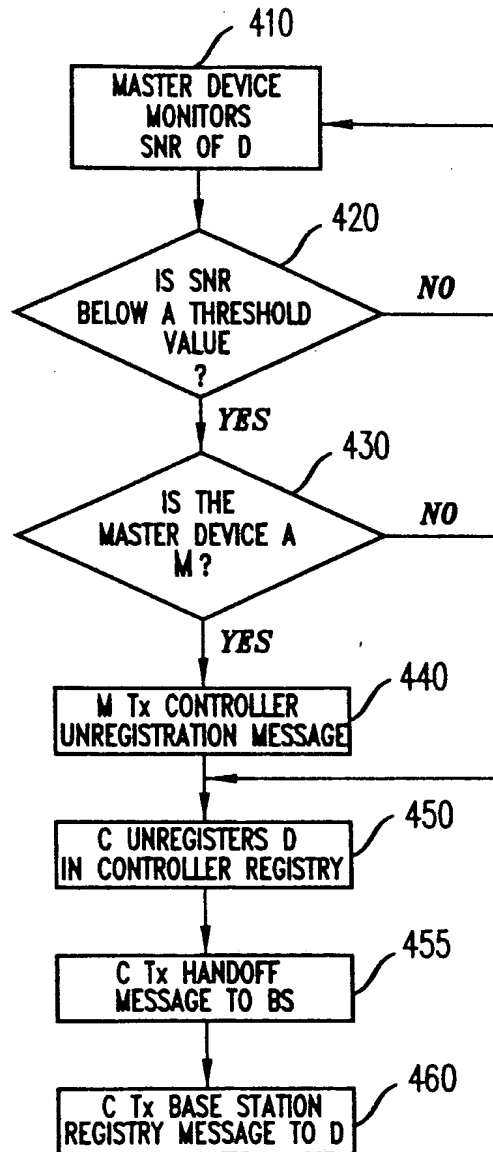 410
MASTER DEVICE
MONITORS
SNR OF D
420
IS SNR
BELOW A THRESHOLD
VALUE
?
NO
YES
430
IS THE
MASTER DEVICE A
M?
NO
YES
440
M Tx CONTROLLER
UNREGISTRATION MESSAGE
450
C UNREGISTERS D
IN CONTROLLER REGISTRY
455
C Tx HANDOFF
MESSAGE TO BS
460
C Tx BASE STATION
REGISTRY MESSAGE TO D